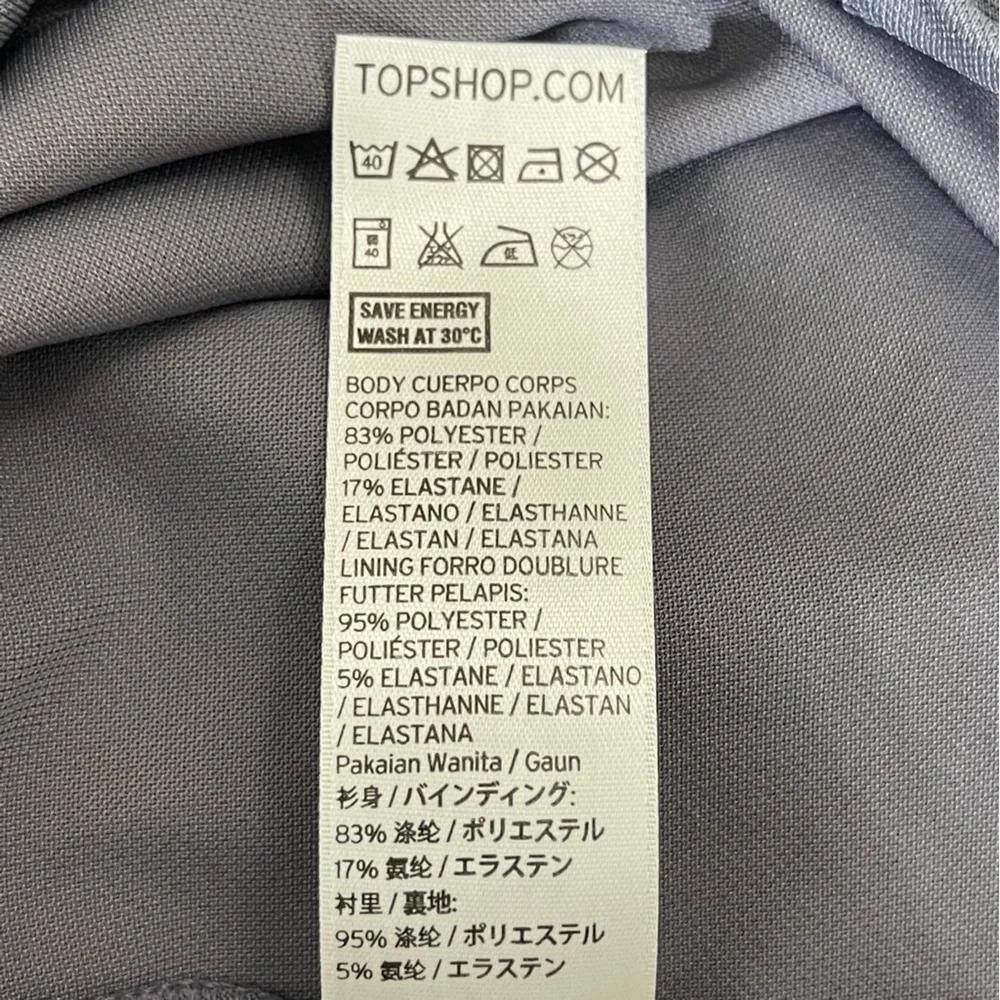 TOPSHOP.COM
40
弱
40
低
SAVE ENERGY
WASH AT 30°C
BODY CUERPO CORPS
CORPO BADAN PAKAIAN:
83% POLYESTER /
POLIÉSTER / POLIESTER
17% ELASTANE /
ELASTANO / ELASTHANNE
/ ELASTAN / ELASTANA
LINING FORRO DOUBLURE
FUTTER PELAPIS:
95% POLYESTER /
POLIÉSTER / POLIESTER
5% ELASTANE / ELASTANO
/ ELASTHANNE / ELASTAN
/ ELASTANA
Pakaian Wanita / Gaun
衫身 / バインディング:
83% 涤纶 / ポリエステル
17% 氨纶 / エラステン
衬里 / 裏地:
95% 涤纶 / ポリエステル
5% 氨纶 / エラステン